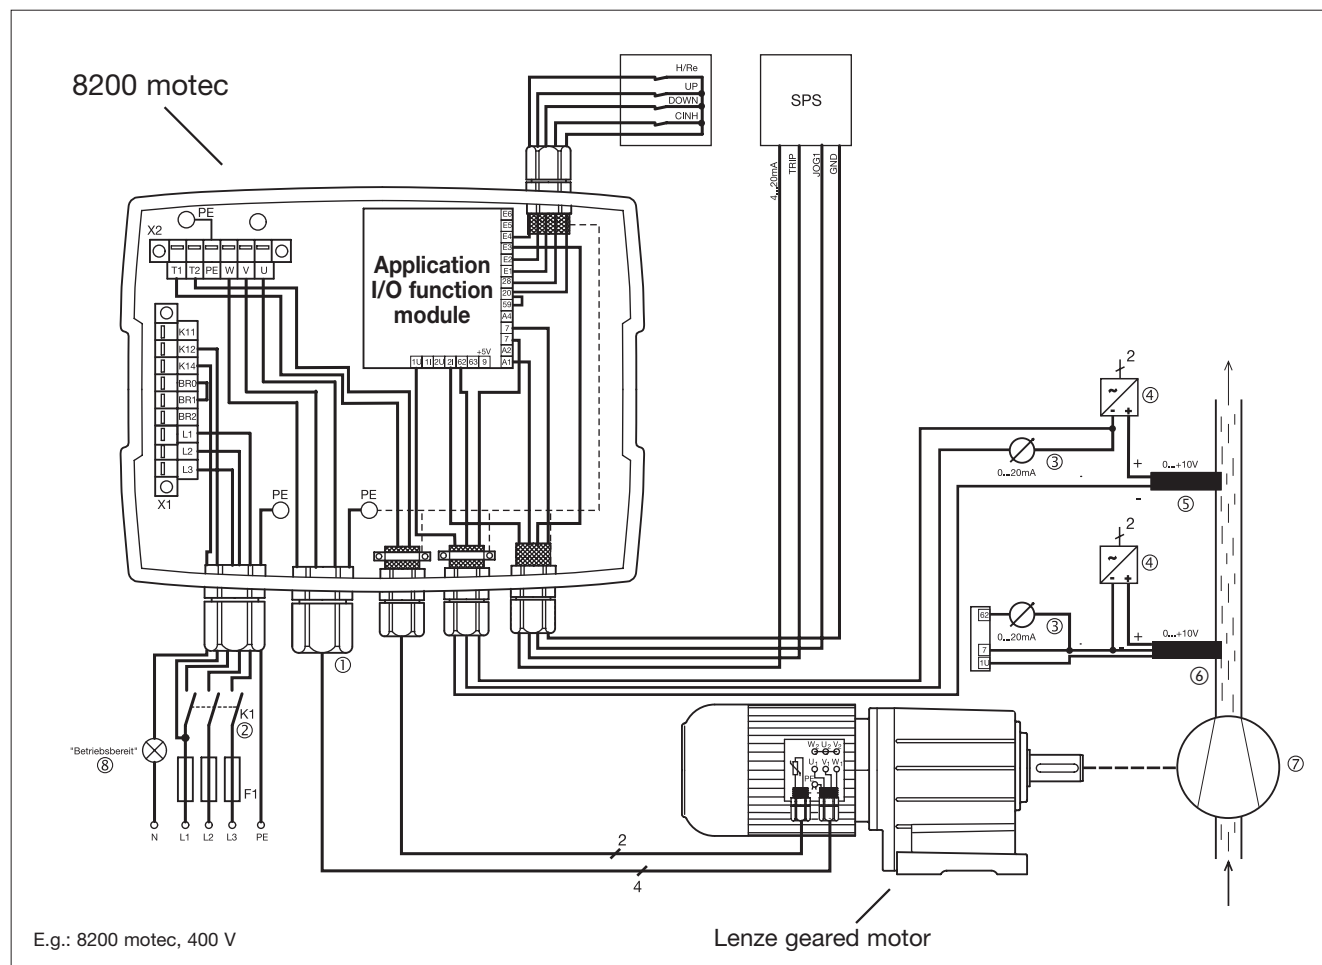 8200 motec
H/Re
UP
DOWN
CINH
SPS
4...20mA
TRIP
JOG1
GND
PE
X2
T1 T2 PE W V U
Application
I/O function
module
E6
E5
E4
E3
E2
E1
28
20
59
A4
7
7
A2
A1
+5V
1U 1I 2U 2I 62 63 9
K11
K12
K14
BR0
BR1
BR2
L1
L2
L3
X1
PE
PE
2
④
~
- +
③
0...20mA
+
-
0...+10V
⑤
2
④
~
- +
62
③
0...20mA
7
1U
+
-
0...+10V
⑥
①
K1
②
"Betriebsbereit"
⑧
F1
N L1 L2 L3 PE
W2 U2 V2
U1 V1 W1
PE
⑦
2
4
E.g.: 8200 motec, 400 V
Lenze geared motor